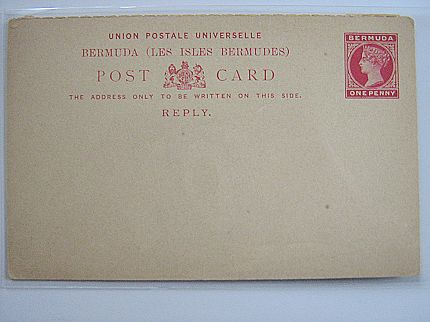 UNION POSTALE UNIVERSELLE
BERMUDA (LES ISLES BERMUDES)
POST CARD
THE ADDRESS ONLY TO BE WRITTEN ON THIS SIDE.
REPLY.
BERMUDA
ONE PENNY